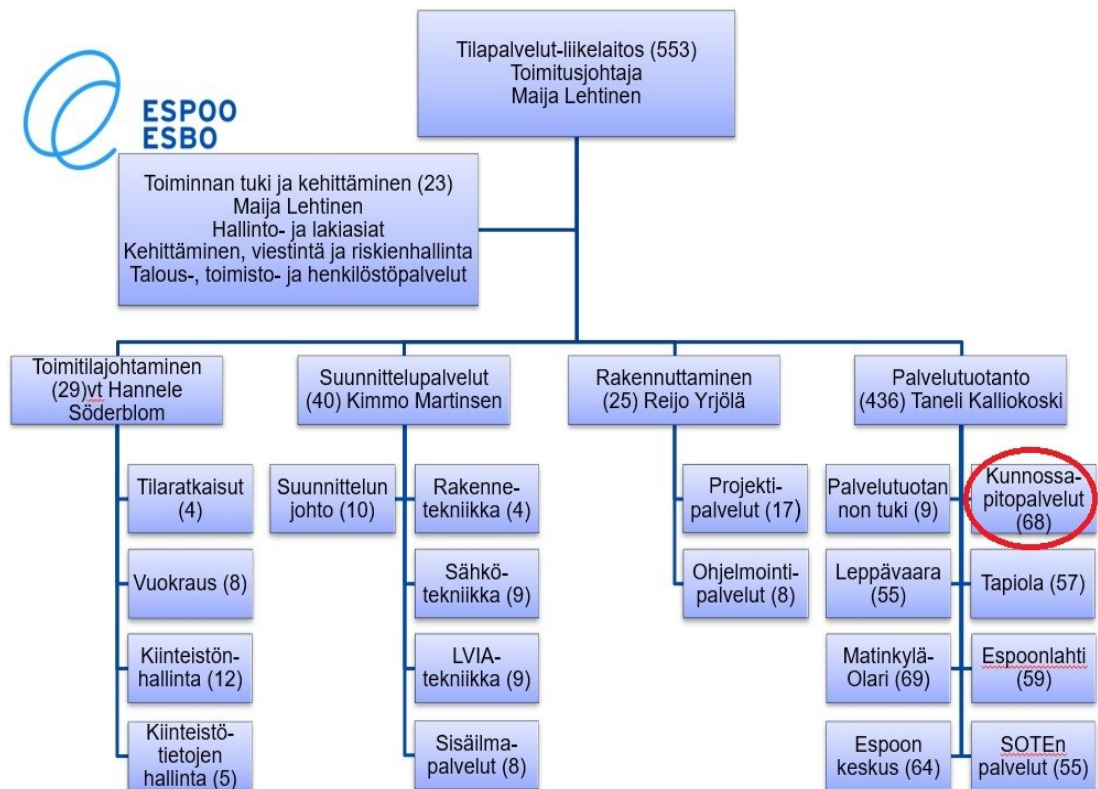 Tilapalvelut-liikelaitos (553)
Toimitusjohtaja
Maija Lehtinen
ESPOO
ESBO
Toiminnan tuki ja kehittäminen (23)
Maija Lehtinen
Hallinto- ja lakiasiat
Kehittäminen, viestintä ja riskienhallinta
Talous-, toimisto- ja henkilöstöpalvelut
Toimitilajohtaminen
(29)vt Hannele
Söderblom
Suunnittelupalvelut
(40) Kimmo Martinsen
Rakennuttaminen
(25) Reijo Yrjölä
Palvelutuotanto
(436) Taneli Kalliokoski
Tilaratkaisut
(4)
Vuokraus (8)
Kiinteistön-
hallinta (12)
Kiinteistö-
tietojen
hallinta (5)
Suunnittelun
johto (10)
Rakenne-
tekniikka (4)
Sähkö-
tekniikka (9)
LVIA-
tekniikka (9)
Sisäilma-
palvelut (8)
Projekti-
palvelut (17)
Ohjelmointi-
palvelut (8)
Palvelutuotan
non tuki (9)
Kunnossa-
pitopalvelut
(68)
Leppävaara
(55)
Tapiola (57)
Matinkylä-
Olari (69)
Espoonlahti
(59)
Espoon
keskus (64)
SOTEn
palvelut (55)